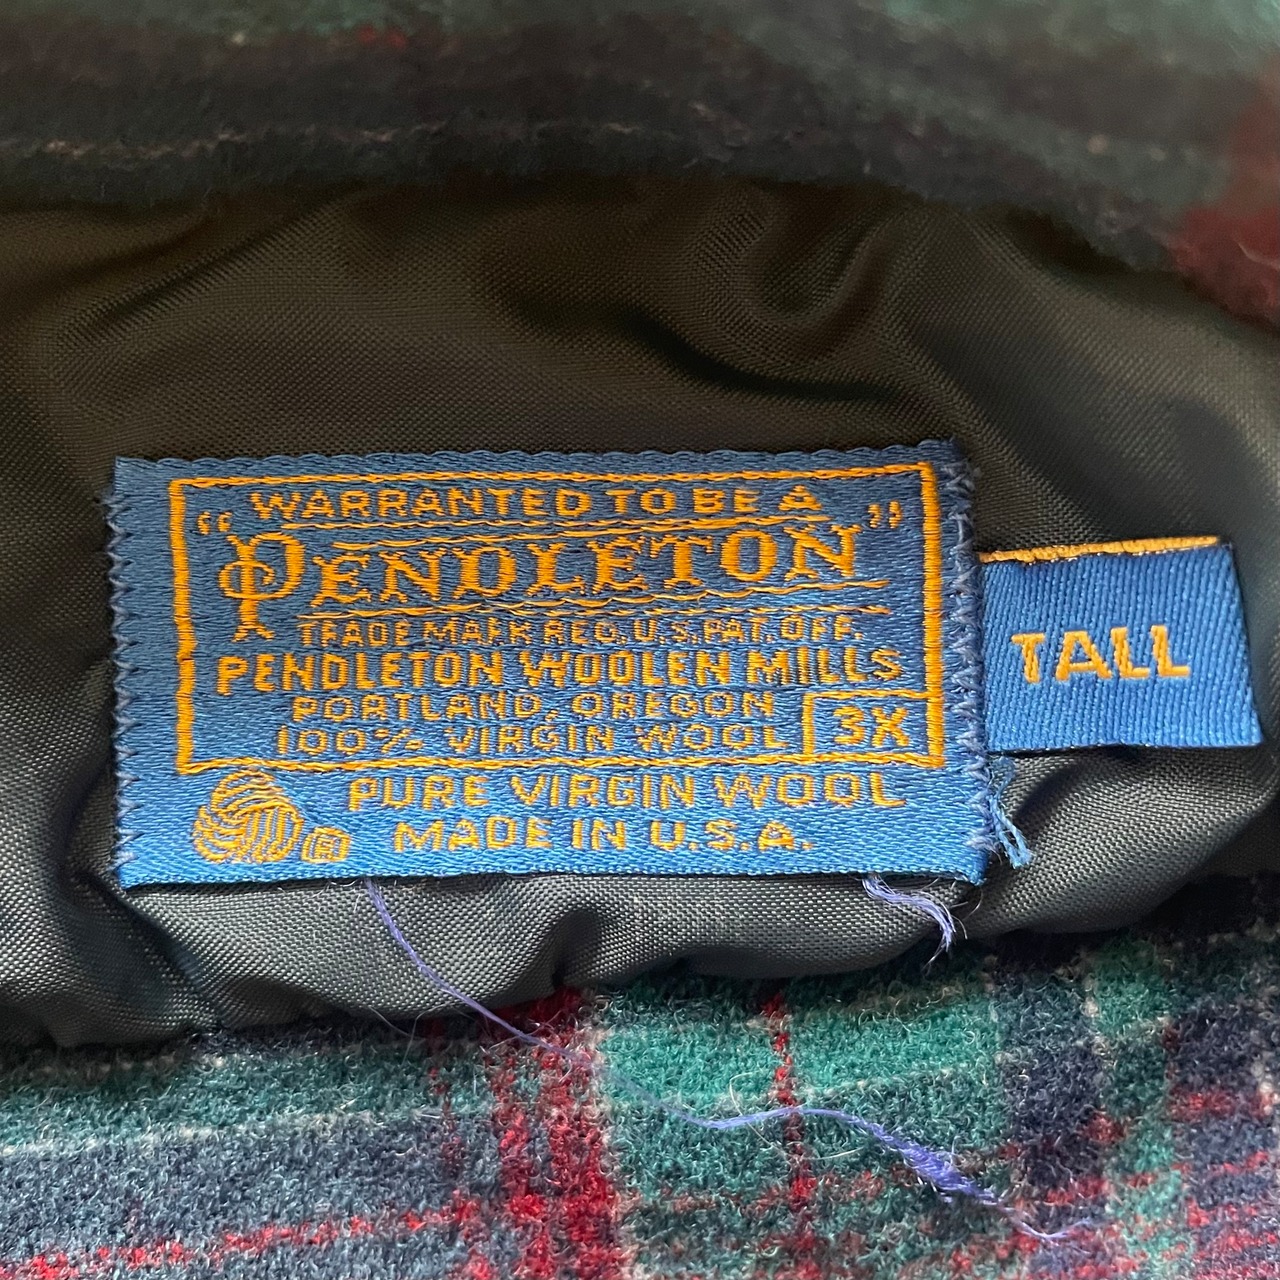 WARRANTED TO BE A
"PENDLETON"
TRADE MARK REG. U.S. PAT. OFF.
PENDLETON WOOLEN MILLS
PORTLAND, OREGON
100% VIRGIN WOOL
3X
PURE VIRGIN WOOL
® MADE IN U.S.A.
TALL